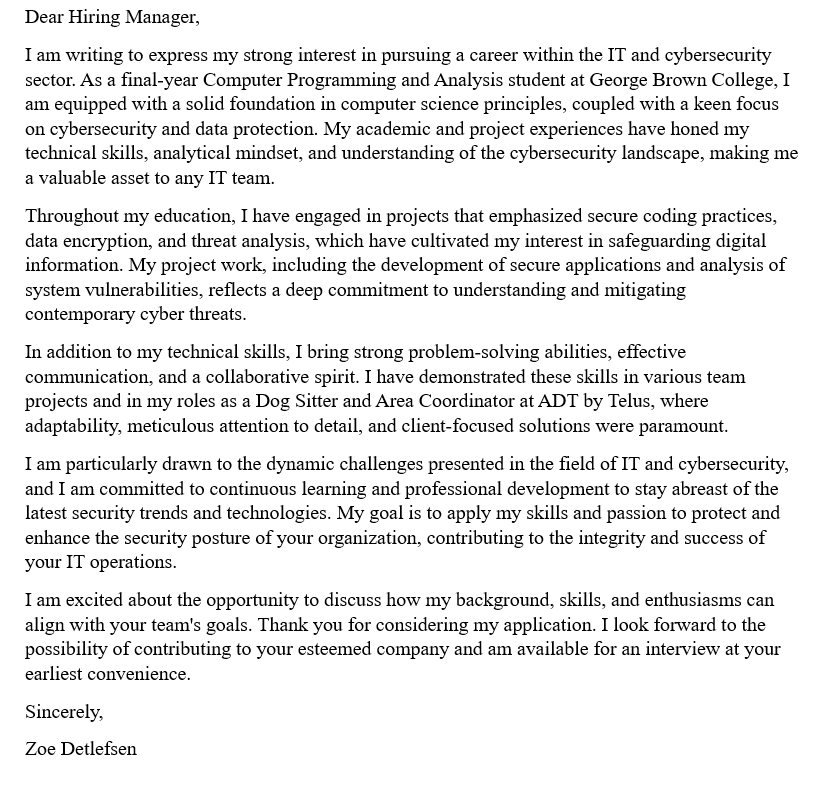 Dear Hiring Manager,
I am writing to express my strong interest in pursuing a career within the IT and cybersecurity
sector. As a final-year Computer Programming and Analysis student at George Brown College, I
am equipped with a solid foundation in computer science principles, coupled with a keen focus
on cybersecurity and data protection. My academic and project experiences have honed my
technical skills, analytical mindset, and understanding of the cybersecurity landscape, making me
a valuable asset to any IT team.
Throughout my education, I have engaged in projects that emphasized secure coding practices,
data encryption, and threat analysis, which have cultivated my interest in safeguarding digital
information. My project work, including the development of secure applications and analysis of
system vulnerabilities, reflects a deep commitment to understanding and mitigating
contemporary cyber threats.
In addition to my technical skills, I bring strong problem-solving abilities, effective
communication, and a collaborative spirit. I have demonstrated these skills in various team
projects and in my roles as a Dog Sitter and Area Coordinator at ADT by Telus, where
adaptability, meticulous attention to detail, and client-focused solutions were paramount.
I am particularly drawn to the dynamic challenges presented in the field of IT and cybersecurity,
and I am committed to continuous learning and professional development to stay abreast of the
latest security trends and technologies. My goal is to apply my skills and passion to protect and
enhance the security posture of your organization, contributing to the integrity and success of
your IT operations.
I am excited about the opportunity to discuss how my background, skills, and enthusiasms can
align with your team's goals. Thank you for considering my application. I look forward to the
possibility of contributing to your esteemed company and am available for an interview at your
earliest convenience.
Sincerely,
Zoe Detlefsen